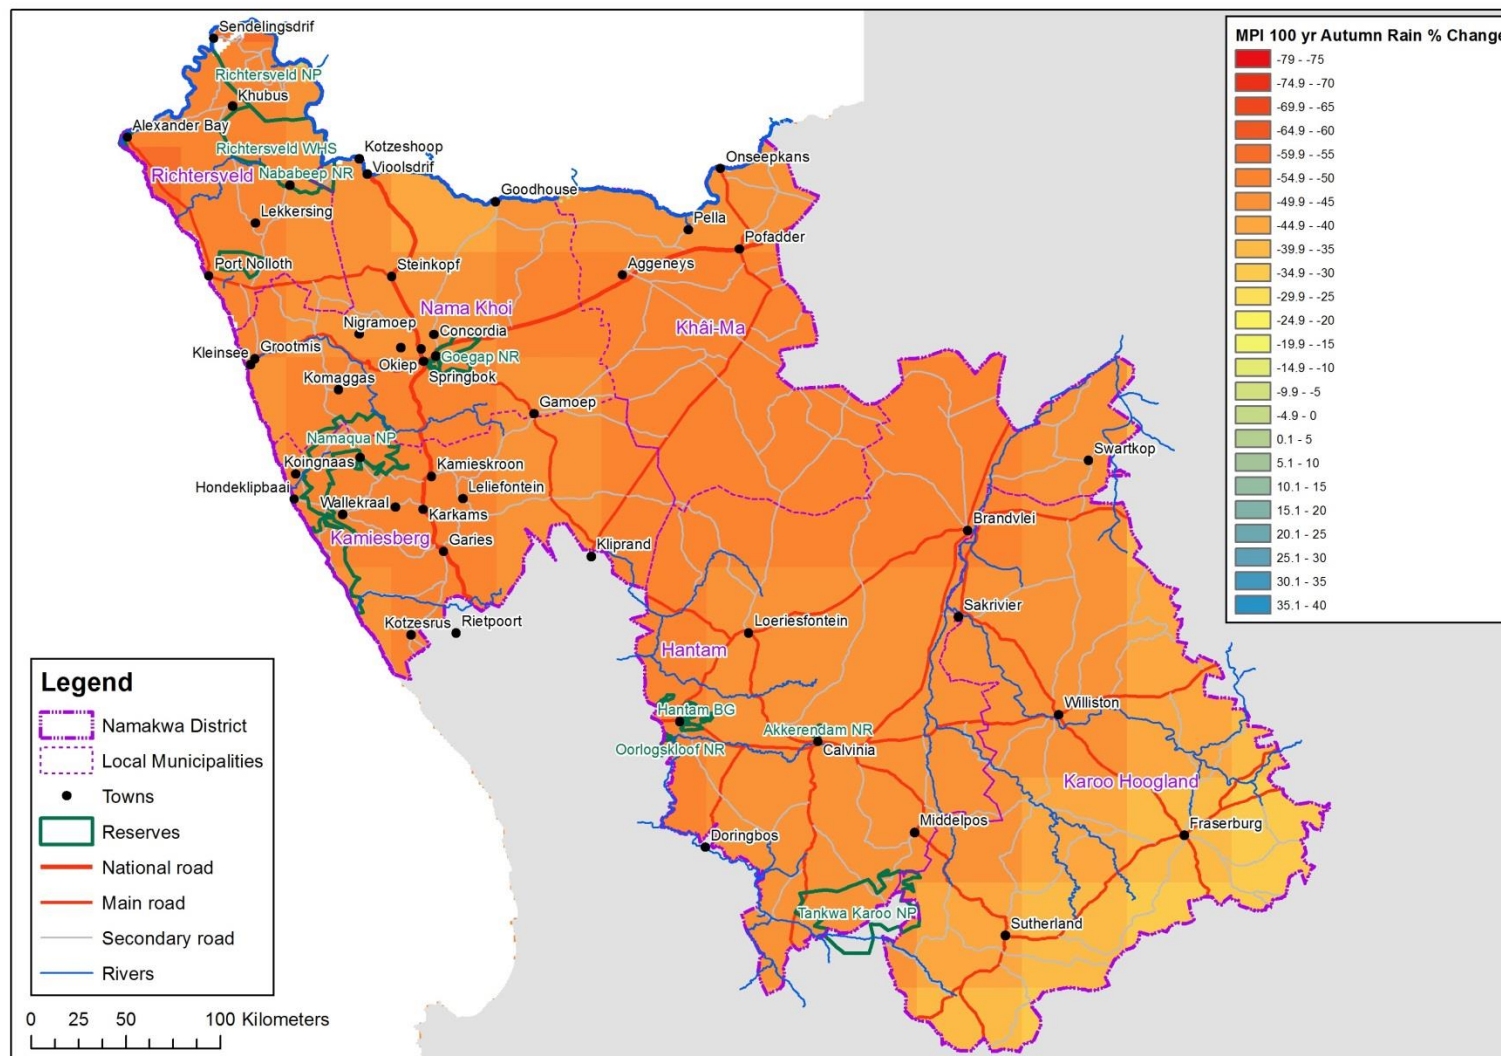 Sendelingsdrif
Richtersveld NP
Khubus
Alexander Bay
Richtersveld WHS
Kotzeshoop
Vioolsdrif
Richtersveld
Nababeep NR
Goodhouse
Onseepkans
Lekkersing
Pella
Pofadder
Port Nolloth
Steinkopf
Aggeneys
Nama Khoi
Khâi-Ma
Nigramoep
Concordia
Kleinsee
Grootmis
Okiep
Goegap NR
Springbok
Komaggas
Gamoep
Namaqua NP
Koingnaas
Kamieskroon
Swartkop
Hondeklipbaai
Leliefontein
Wallekraal
Karkams
Kamiesberg
Garies
Kliprand
Brandvlei
Kotzesrus
Rietpoort
Loeriesfontein
Sakrivier
Hantam
Hantam BG
Williston
Oorlogskloof NR
Akkerendam NR
Calvinia
Karoo Hoogland
Middelpos
Fraserburg
Doringbos
Tankwa Karoo NP
Sutherland
MPI 100 yr Autumn Rain % Change
-79 - -75
-74.9 - -70
-69.9 - -65
-64.9 - -60
-59.9 - -55
-54.9 - -50
-49.9 - -45
-44.9 - -40
-39.9 - -35
-34.9 - -30
-29.9 - -25
-24.9 - -20
-19.9 - -15
-14.9 - -10
-9.9 - -5
-4.9 - 0
0.1 - 5
5.1 - 10
10.1 - 15
15.1 - 20
20.1 - 25
25.1 - 30
30.1 - 35
35.1 - 40
Legend
Namakwa District
Local Municipalities
Towns
Reserves
National road
Main road
Secondary road
Rivers
0 25 50 100 Kilometers